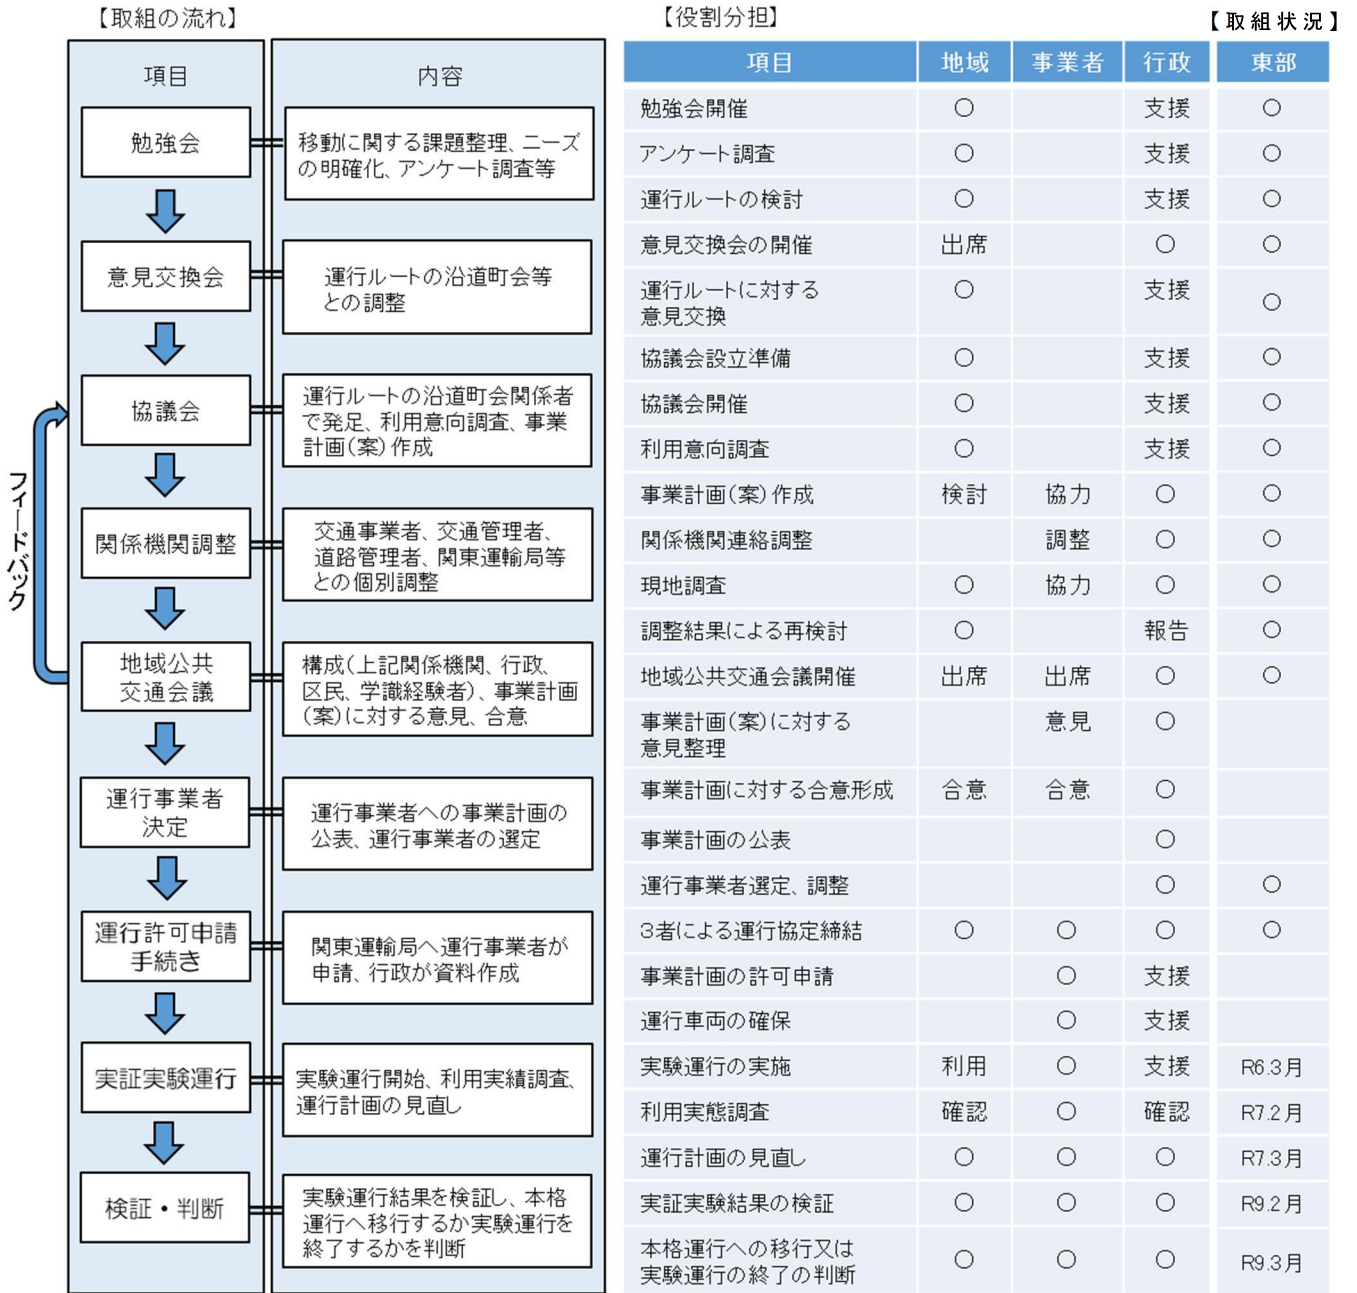 【取組の流れ】
項目
内容
勉強会
移動に関する課題整理、ニーズ
の明確化、アンケート調査等
意見交換会
運行ルートの沿道町会等
との調整
協議会
運行ルートの沿道町会関係者
で発足、利用意向調査、事業
計画(案)作成
関係機関調整
交通事業者、交通管理者、
道路管理者、関東運輸局等
との個別調整
地域公共
交通会議
構成(上記関係機関、行政、
区民、学識経験者)、事業計画
(案)に対する意見、合意
運行事業者
決定
運行事業者への事業計画の
公表、運行事業者の選定
運行許可申請
手続き
関東運輸局へ運行事業者が
申請、行政が資料作成
実証実験運行
実験運行開始、利用実績調査、
運行計画の見直し
検証・判断
実験運行結果を検証し、本格
運行へ移行するか実験運行を
終了するかを判断
フィードバック
【役割分担】
【取組状況】
項目 地域 事業者 行政 東部
勉強会開催 ○ 支援 ○
アンケート調査 ○ 支援 ○
運行ルートの検討 ○ 支援 ○
意見交換会の開催 出席 ○ ○
運行ルートに対する ○ 支援 ○
意見交換
協議会設立準備 ○ 支援 ○
協議会開催 ○ 支援 ○
利用意向調査 ○ 支援 ○
事業計画(案)作成 検討 協力 ○ ○
関係機関連絡調整 調整 ○ ○
現地調査 ○ 協力 ○ ○
調整結果による再検討 ○ 報告 ○
地域公共交通会議開催 出席 出席 ○ ○
事業計画(案)に対する 意見 ○
意見整理
事業計画に対する合意形成 合意 合意 ○
事業計画の公表 ○
運行事業者選定、調整 ○ ○
3者による運行協定締結 ○ ○ ○ ○
事業計画の許可申請 ○ 支援
運行車両の確保 ○ 支援
実験運行の実施 利用 ○ 支援 R6.3月
利用実態調査 確認 ○ 確認 R7.2月
運行計画の見直し ○ ○ ○ R7.3月
実証実験結果の検証 ○ ○ ○ R9.2月
本格運行への移行又は ○ ○ ○ R9.3月
実験運行の終了の判断